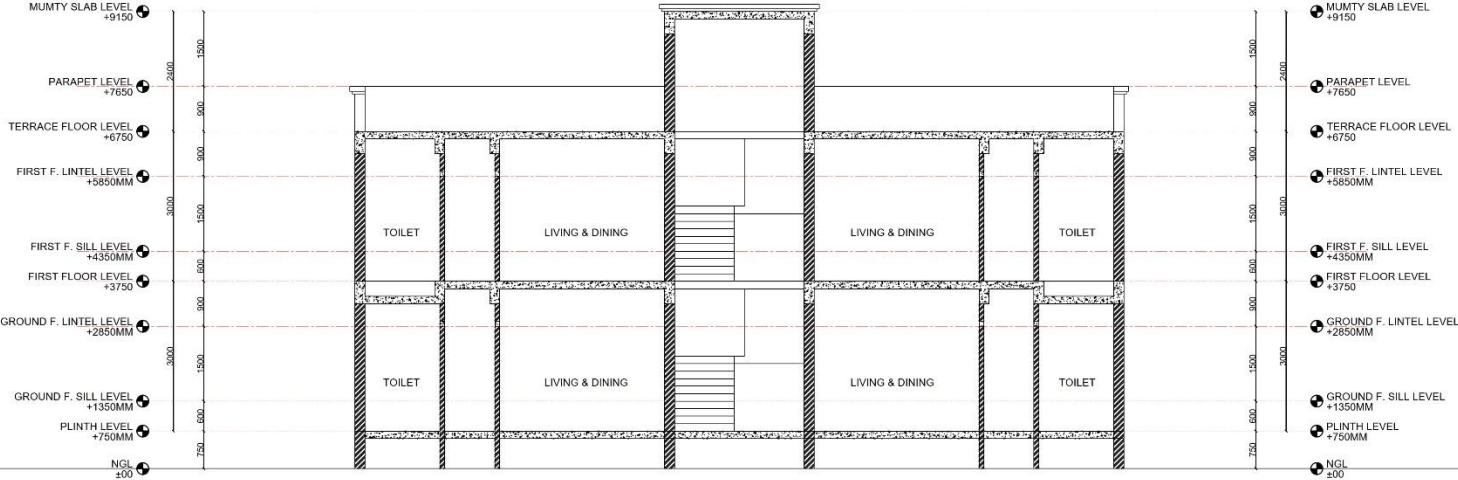 MUMTY SLAB LEVEL
+9150
PARAPET LEVEL
+7650
TERRACE FLOOR LEVEL
+6750
FIRST F. LINTEL LEVEL
+5850MM
FIRST F. SILL LEVEL
+4350MM
FIRST FLOOR LEVEL
+3750
GROUND F. LINTEL LEVEL
+2850MM
GROUND F. SILL LEVEL
+1350MM
PLINTH LEVEL
+750MM
NGL
±00
2400
3000
3000
1500
900
900
1500
600
900
1500
600
750
TOILET
LIVING & DINING
LIVING & DINING
TOILET
TOILET
LIVING & DINING
LIVING & DINING
TOILET
1500
900
900
1500
600
900
1500
600
750
2400
3000
3000
MUMTY SLAB LEVEL
+9150
PARAPET LEVEL
+7650
TERRACE FLOOR LEVEL
+6750
FIRST F. LINTEL LEVEL
+5850MM
FIRST F. SILL LEVEL
+4350MM
FIRST FLOOR LEVEL
+3750
GROUND F. LINTEL LEVEL
+2850MM
GROUND F. SILL LEVEL
+1350MM
PLINTH LEVEL
+750MM
NGL
±00